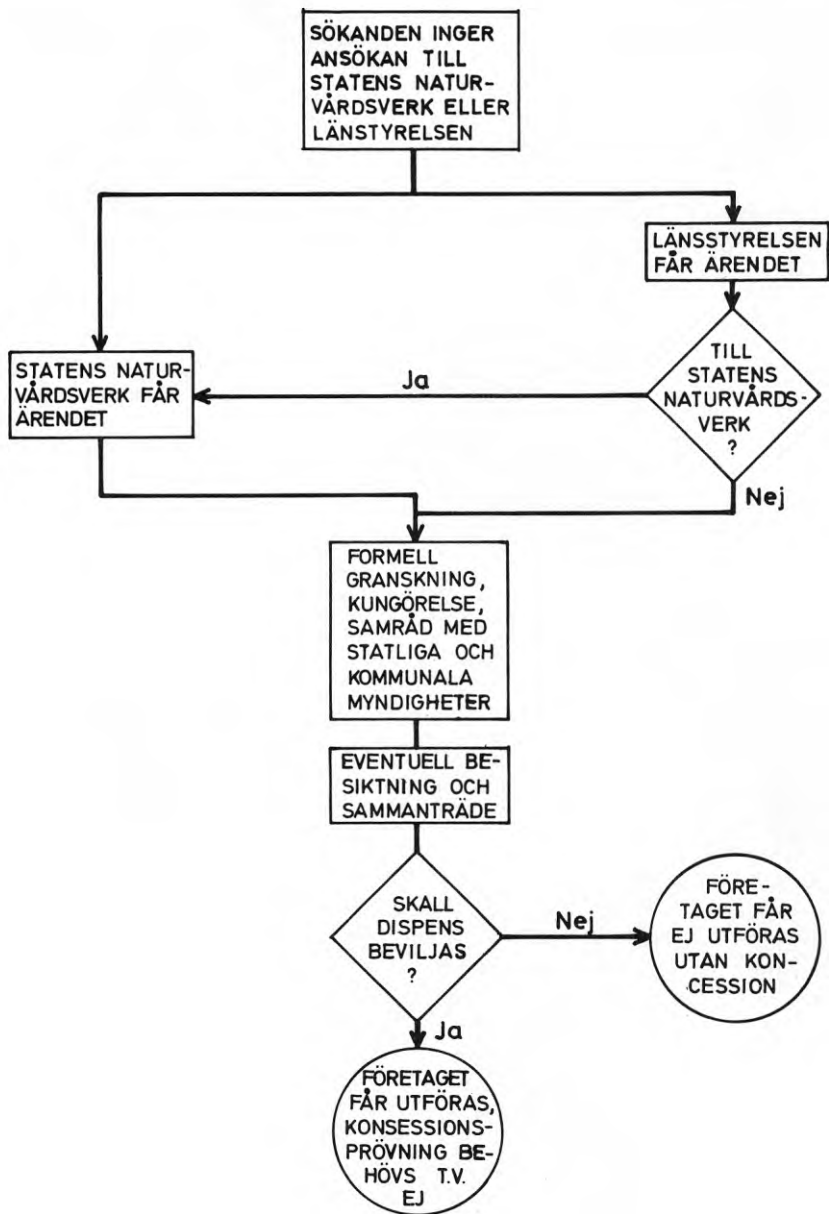 SÖKANDEN INGER
ANSÖKAN TILL
STATENS NATUR-
VÅRDSVERK ELLER
LÄNSTYRELSEN
LÄNSSTYRELSEN
FÅR ÄRENDET
STATENS NATUR-
VÅRDSVERK FÅR
ÄRENDET
Ja
TILL
STATENS
NATURVÅRDS-
VERK
?
Nej
FORMELL
GRANSKNING,
KUNGÖRELSE,
SAMRÅD MED
STATLIGA OCH
KOMMUNALA
MYNDIGHETER
EVENTUELL BE-
SIKTNING OCH
SAMMANTRÄDE
SKALL
DISPENS
BEVILJAS
?
Nej
FÖRE-
TAGET FÅR
EJ UTFÖRAS
UTAN KON-
CESSION
Ja
FÖRETAGET
FÅR UTFÖRAS,
KONSESSIONS-
PRÖVNING BE-
HÖVS T.V.
EJ